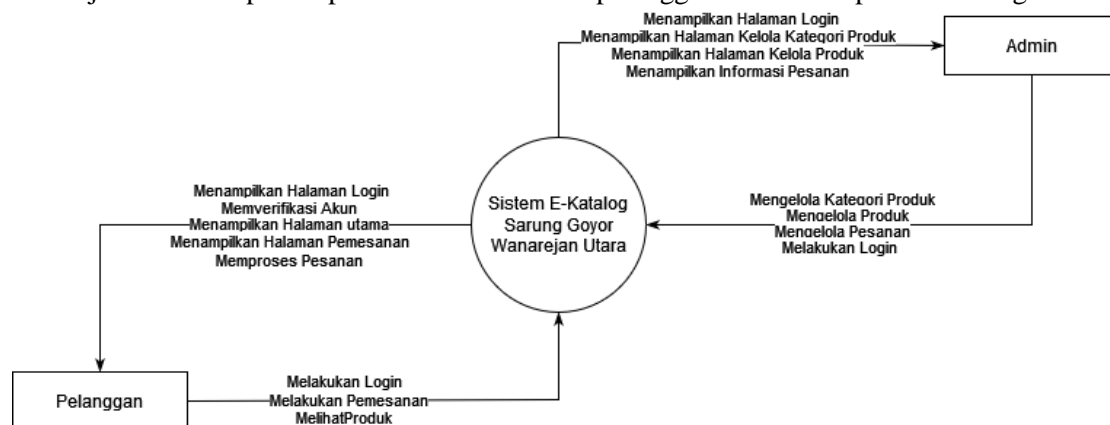 Menampilkan Halaman Login
Menampilkan Halaman Kelola Kategori Produk
Menampilkan Halaman Kelola Produk
Menampilkan Informasi Pesanan
Admin
Menampilkan Halaman Login
Memverifikasi Akun
Menampilkan Halaman utama
Menampilkan Halaman Pemesanan
Memproses Pesanan
Sistem E-Katalog
Sarung Goyor
Wanarejan Utara
Mengelola Kategori Produk
Mengelola Produk
Mengelola Pesanan
Melakukan Login
Pelanggan
Melakukan Login
Melakukan Pemesanan
MelihatProduk